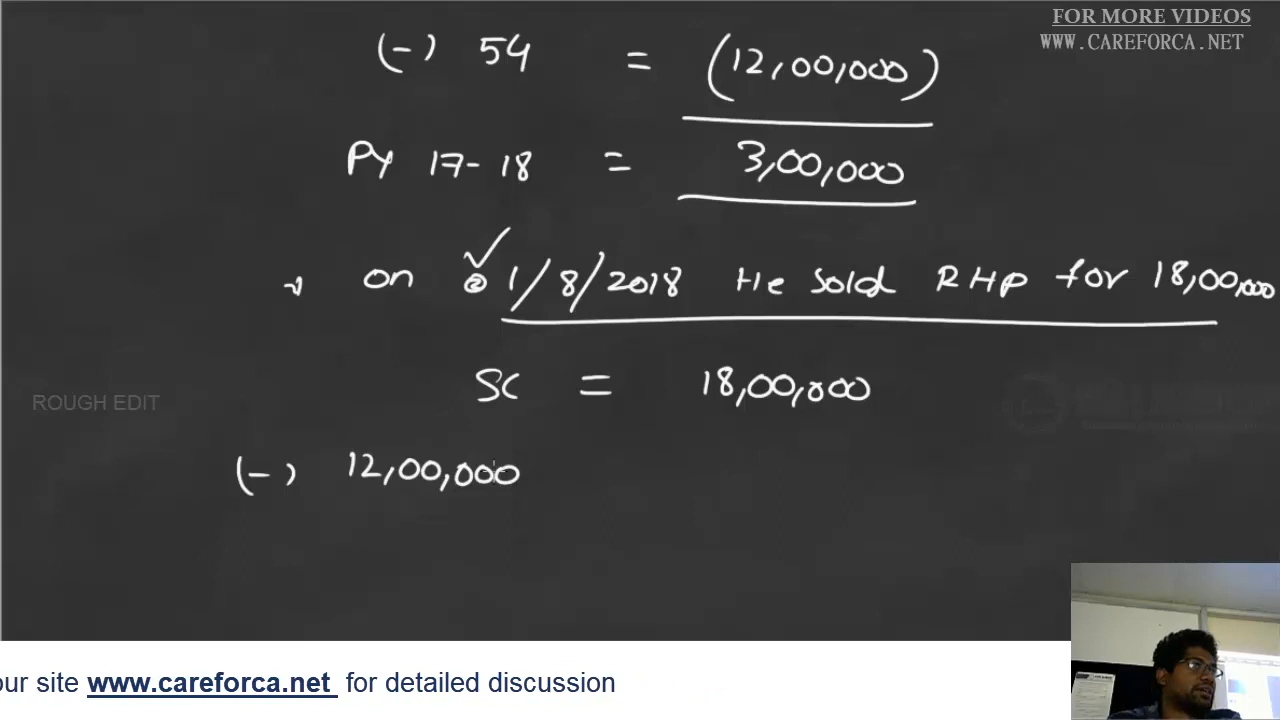 FOR MORE VIDEOS
WWW.CAREFORCA.NET
(-) 54 = (12,00,000)
PY 17-18 = 3,00,000
on 1/8/2018 He sold RHP for 18,00,000
SC = 18,00,000
ROUGH EDIT
(-) 12,00,000
our site www.careforca.net for detailed discussion